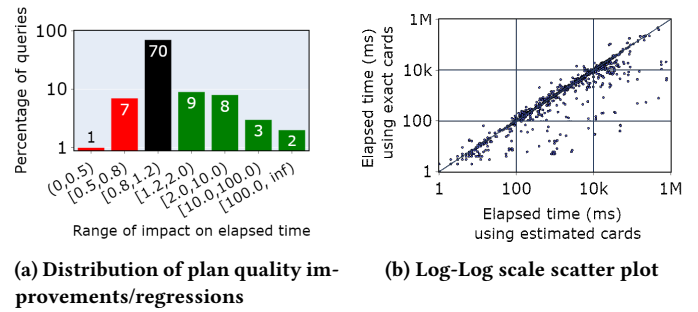 Percentage of queries
100
10
1
1
7
70
9
8
3
2
(0,0.5)
[0.5,0.8)
[0.8,1.2)
[1.2,2.0)
[2.0,10.0)
[10.0,100.0)
[100.0, inf)
Range of impact on elapsed time
(a) Distribution of plan quality im-
provements/regressions
Elapsed time (ms)
using exact cards
1M
10k
100
1
1
100
10k
1M
Elapsed time (ms)
using estimated cards
(b) Log-Log scale scatter plot